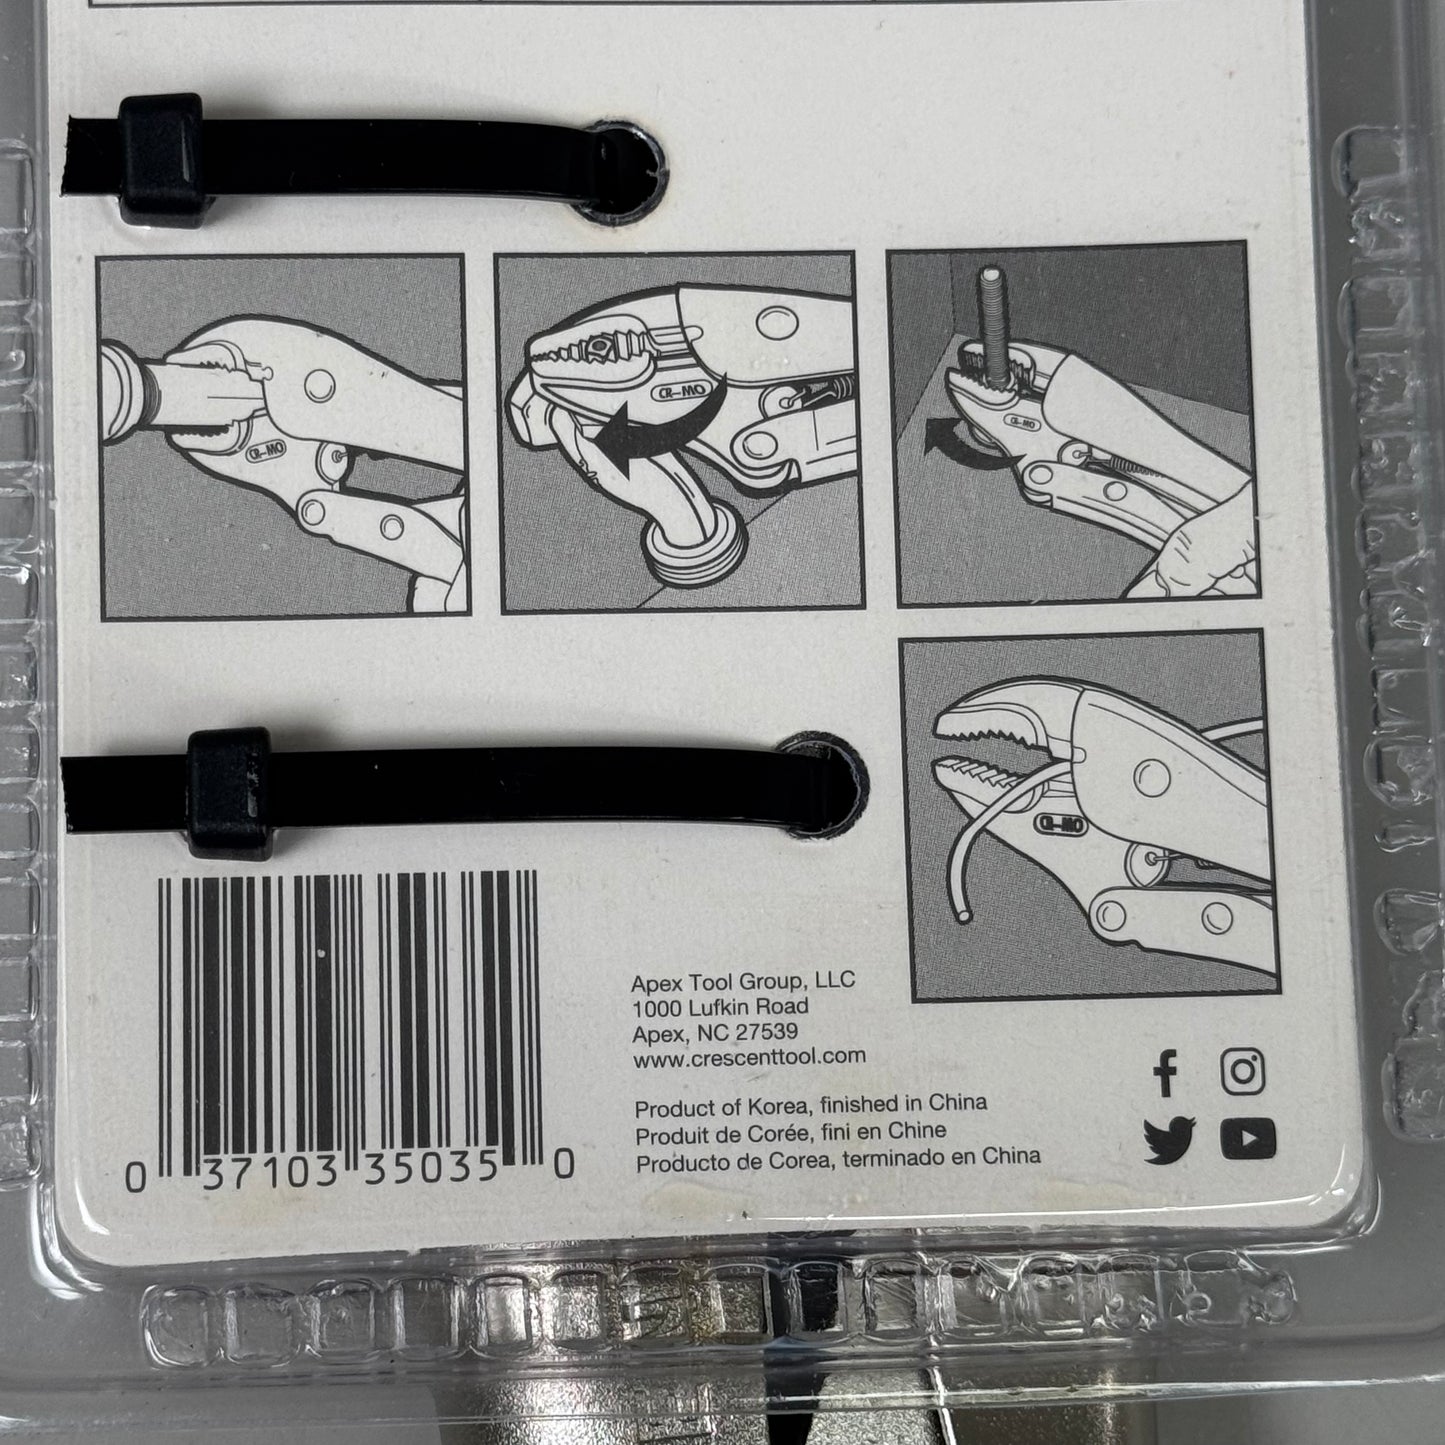 CR-MO
CR-MO
CR-MO
CR-MO
0 37103 35035 0
Apex Tool Group, LLC
1000 Lufkin Road
Apex, NC 27539
www.crescenttool.com
Product of Korea, finished in China
Produit de Corée, fini en Chine
Producto de Corea, terminado en China